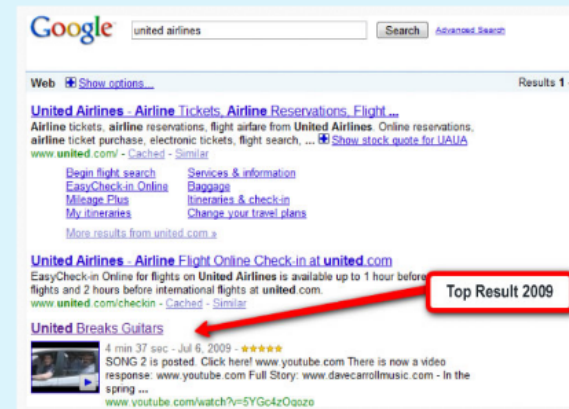 Google
united airlines
Search
Advanced Search
Web Show options...
Results 1 -
United Airlines - Airline Tickets, Airline Reservations, Flight ...
Airline tickets, airline reservations, flight airfare from United Airlines. Online reservations,
airline ticket purchase, electronic tickets, flight search, ... Show stock quote for UAUA
www.united.com/ - Cached - Similar
Begin flight search Services & information
EasyCheck-in Online Baggage
Mileage Plus Itineraries & check-in
My itineraries Change your travel plans
More results from united.com »
United Airlines - Airline Flight Online Check-in at united.com
EasyCheck-in Online for flights on United Airlines is available up to 1 hour before
flights and 2 hours before international flights at united.com.
www.united.com/checkin - Cached - Similar
Top Result 2009
United Breaks Guitars
4 min 37 sec - Jul 6, 2009 -
SONG 2 is posted. Click here! www.youtube.com There is now a video
response: www.youtube.com Full Story: www.davecarrollmusic.com - In the
spring ...
www.youtube.com/watch?v=5YGc4zOqozo